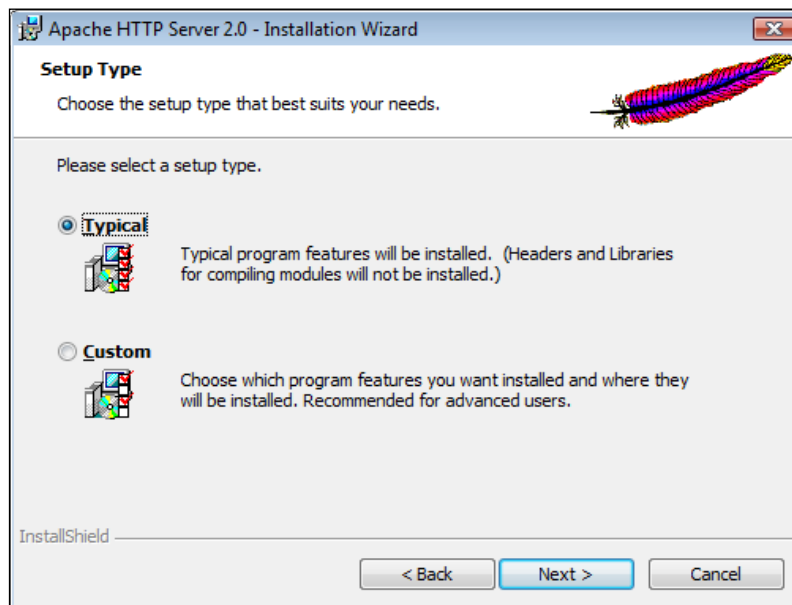 Apache HTTP Server 2.0 - Installation Wizard
Setup Type
Choose the setup type that best suits your needs.
Please select a setup type.
Typical
Typical program features will be installed.  (Headers and Libraries
for compiling modules will not be installed.)
Custom
Choose which program features you want installed and where they
will be installed. Recommended for advanced users.
InstallShield
< Back
Next >
Cancel